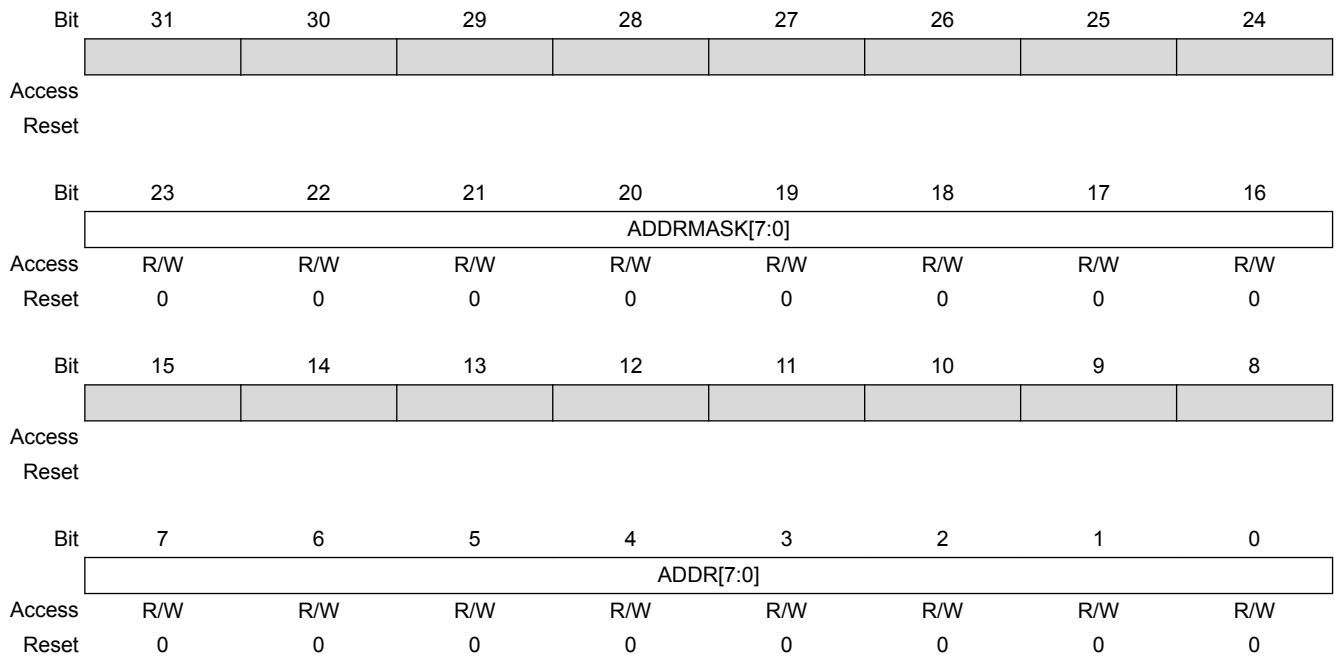 Bit 31 30 29 28 27 26 25 24
Access
Reset
Bit 23 22 21 20 19 18 17 16
ADDRMASK[7:0]
Access R/W R/W R/W R/W R/W R/W R/W R/W
Reset 0 0 0 0 0 0 0 0
Bit 15 14 13 12 11 10 9 8
Access
Reset
Bit 7 6 5 4 3 2 1 0
ADDR[7:0]
Access R/W R/W R/W R/W R/W R/W R/W R/W
Reset 0 0 0 0 0 0 0 0